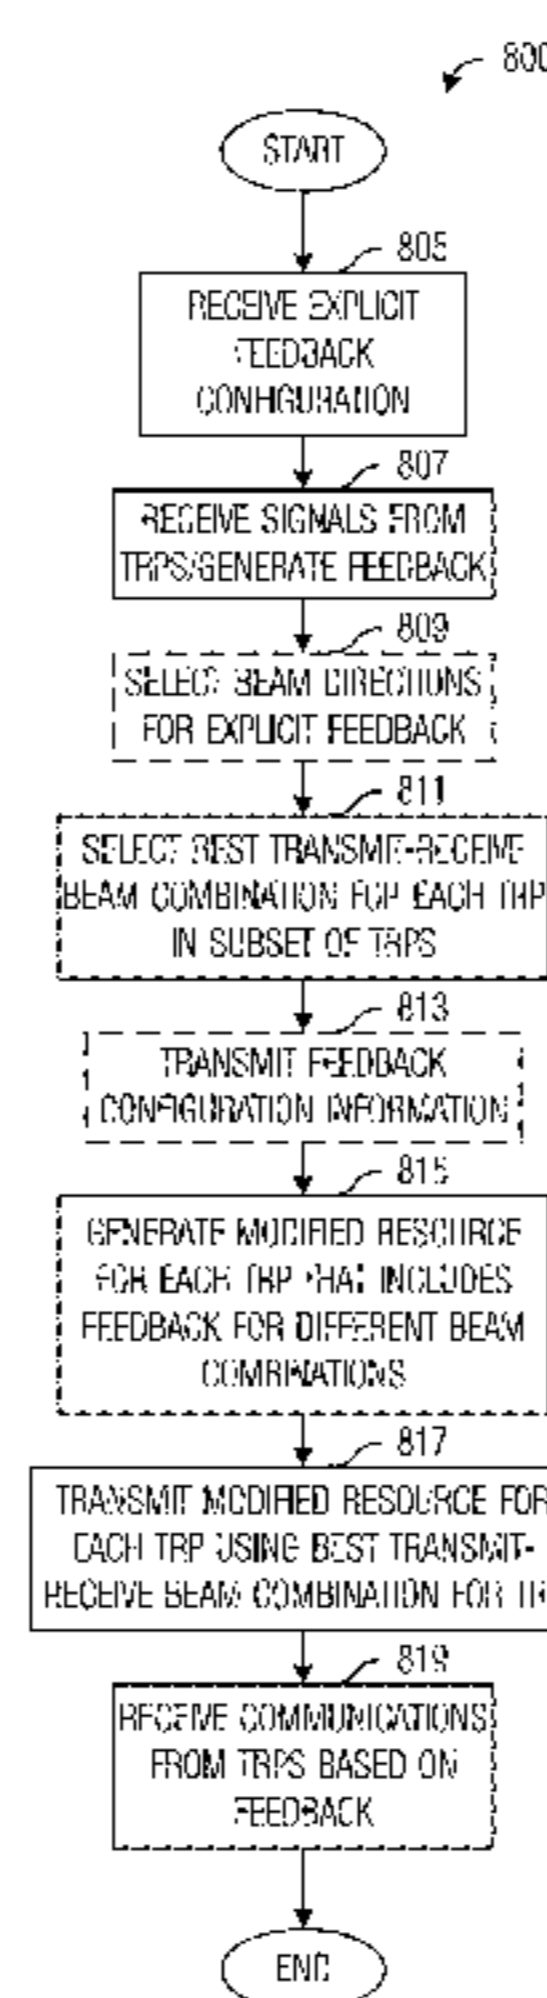 800
START
805
RECEIVE EXPLICIT
FEEDBACK
CONFIGURATION
807
RECEIVE SIGNALS FROM
TRPS/GENERATE FEEDBACK
809
SELECT BEAM DIRECTIONS
FOR EXPLICIT FEEDBACK
811
SELECT BEST TRANSMIT-RECEIVE
BEAM COMBINATION FOR EACH TRP
IN SUBSET OF TRPS
813
TRANSMIT FEEDBACK
CONFIGURATION INFORMATION
815
GENERATE MODIFIED RESOURCE
FOR EACH TRP THAT INCLUDES
FEEDBACK FOR DIFFERENT BEAM
COMBINATIONS
817
TRANSMIT MODIFIED RESOURCE FOR
EACH TRP USING BEST TRANSMIT-
RECEIVE BEAM COMBINATION FOR TR
819
RECEIVE COMMUNICATIONS
FROM TRPS BASED ON
FEEDBACK
END